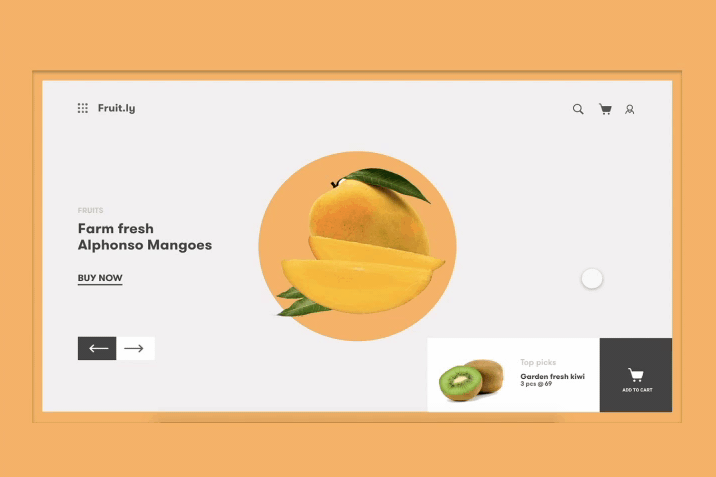 Fruit.ly
FRUITS
Farm fresh
Alphonso Mangoes
BUY NOW
Top picks
Garden fresh kiwi
3 pcs @ 69
ADD TO CART